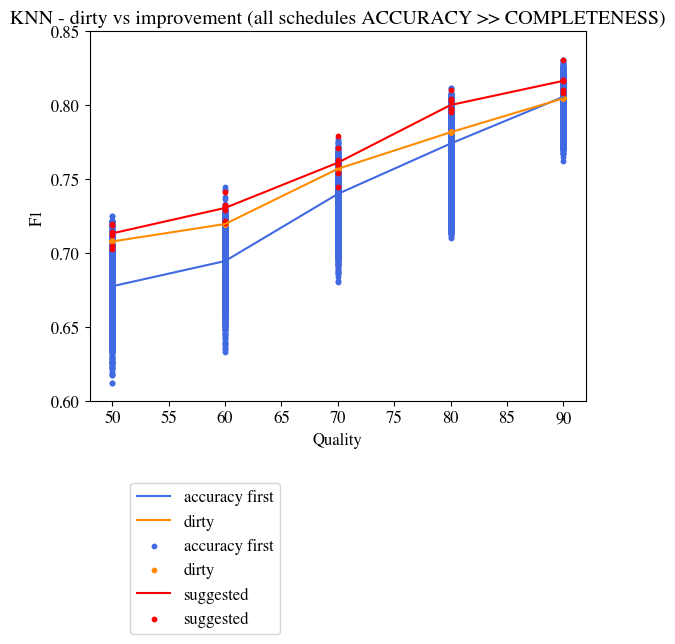 KNN - dirty vs improvement (all schedules ACCURACY >> COMPLETENESS)
0.85
0.80
0.75
0.70
0.65
0.60
F1
50 55 60 65 70 75 80 85 90
Quality
accuracy first
dirty
accuracy first
dirty
suggested
suggested